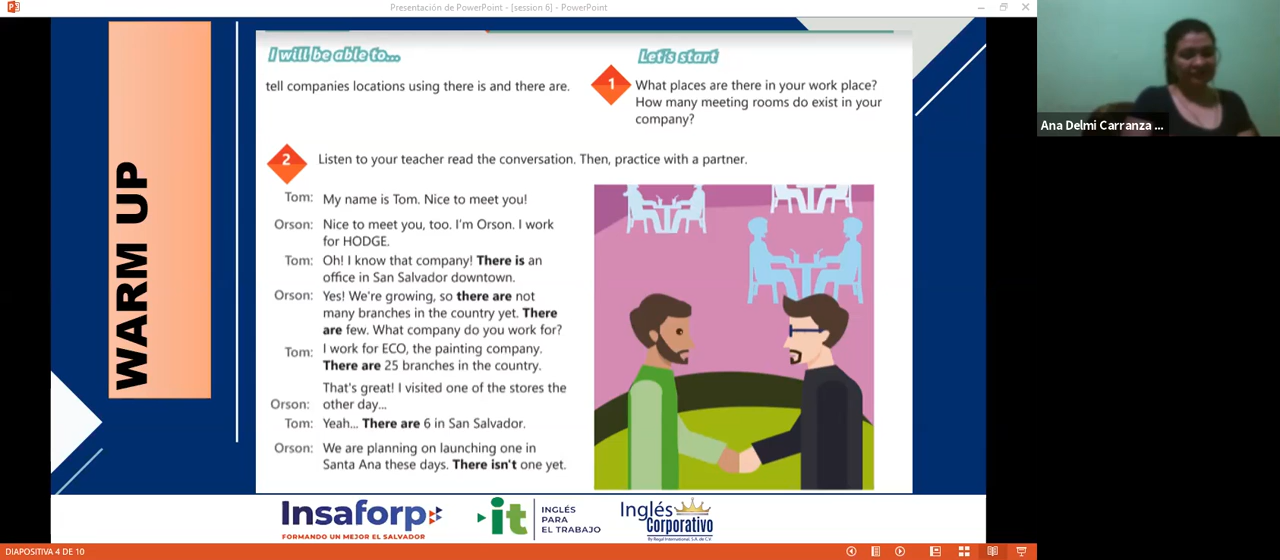 Presentación de PowerPoint - [session 6] - PowerPoint
WARM UP
I will be able to...
tell companies locations using there is and there are.
Let's start
1
What places are there in your work place?
How many meeting rooms do exist in your
company?
2
Listen to your teacher read the conversation. Then, practice with a partner.
Tom: My name is Tom. Nice to meet you!
Orson: Nice to meet you, too. I'm Orson. I work
for HODGE.
Tom: Oh! I know that company! There is an
office in San Salvador downtown.
Orson: Yes! We're growing, so there are not
many branches in the country yet. There
are few. What company do you work for?
Tom: I work for ECO, the painting company.
There are 25 branches in the country.
That's great! I visited one of the stores the
Orson: other day...
Tom: Yeah... There are 6 in San Salvador.
Orson: We are planning on launching one in
Santa Ana these days. There isn't one yet.
Insaforp
FORMANDO UN MEJOR EL SALVADOR
it
INGLÉS
PARA
EL TRABAJO
Inglés
Corporativo
By Regal International, S.A. de C.V.
DIAPOSITIVA 4 DE 10
Ana Delmi Carranza ...